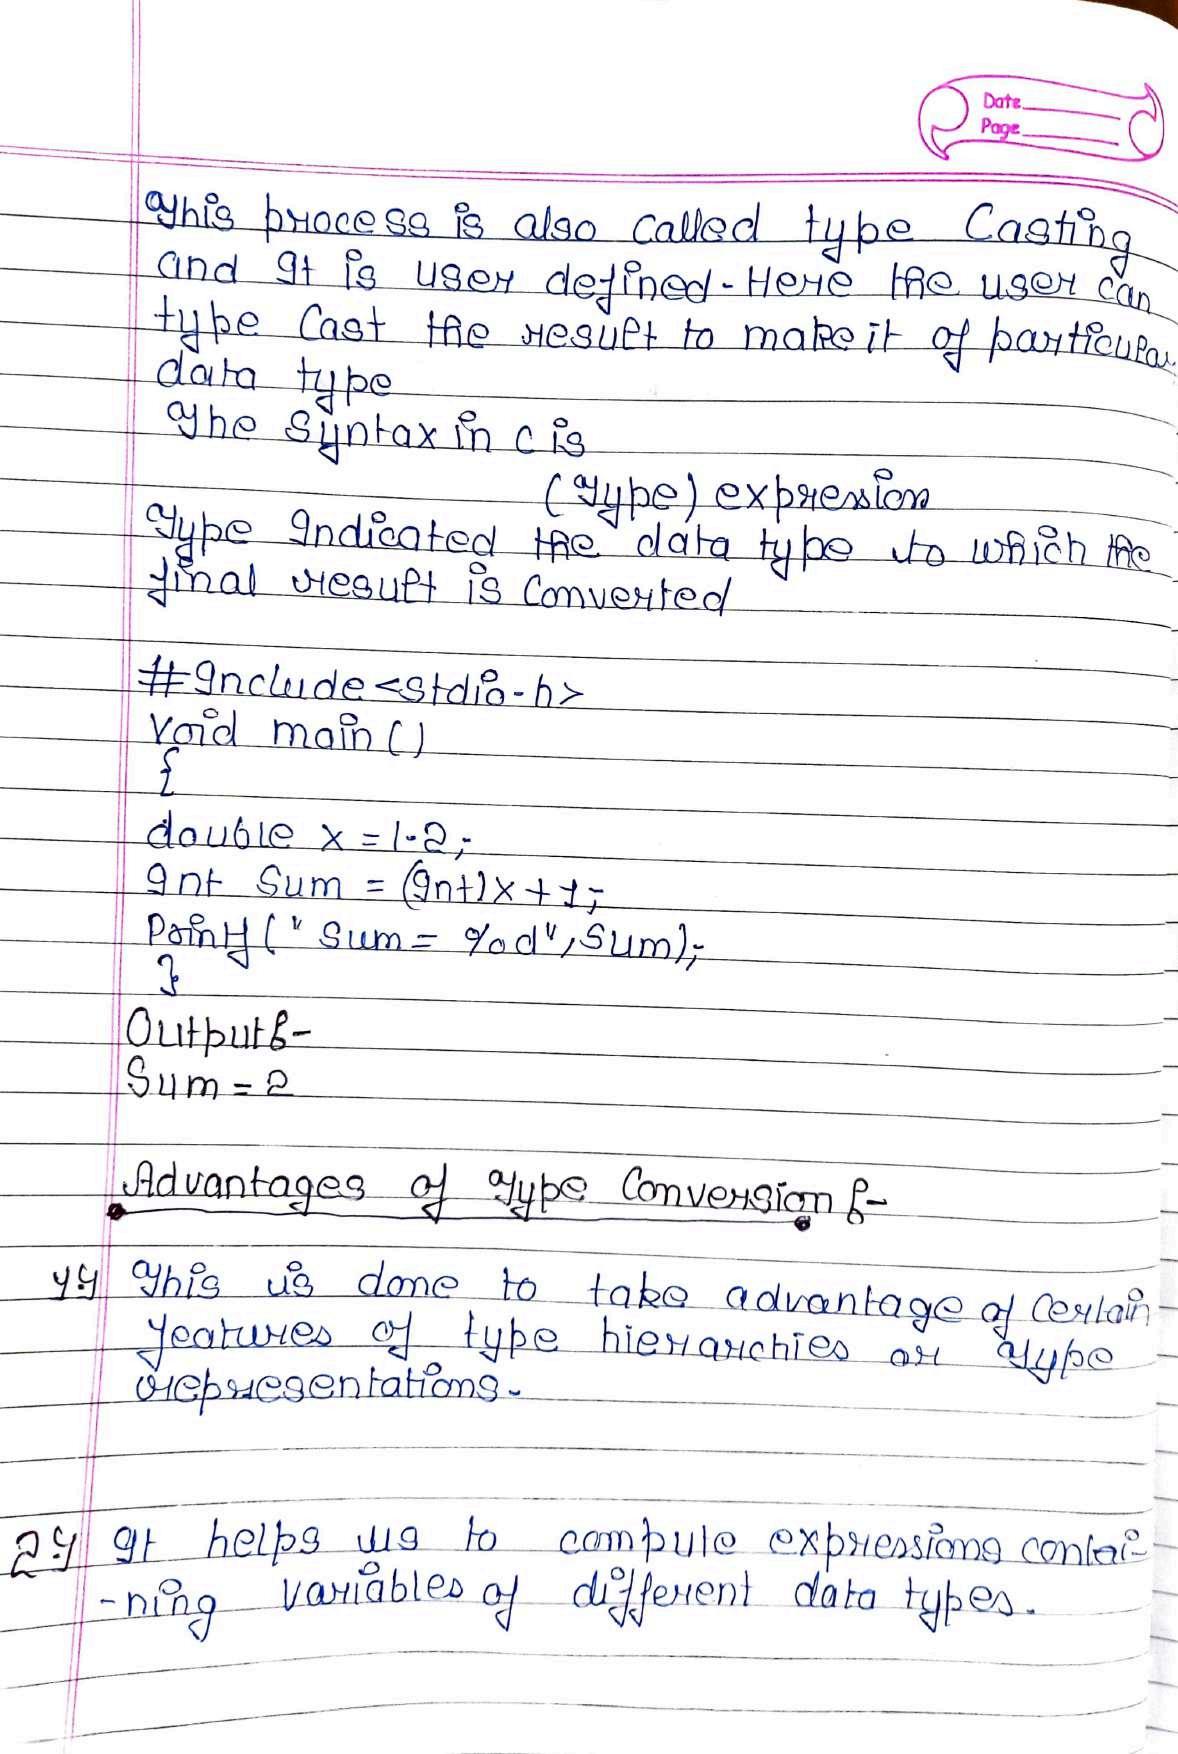 Date
Page
This process is also called type Casting
and It is user defined. Here the user can
type Cast the result to make it of particular
data type
The Syntax in C is
(Type) expression
Type Indicated the data type to which the
final result is Converted
#Include<stdio.h>
Void main()
{
double x = 1.2;
Int Sum = (Int)x + 1;
Printf("Sum = %d", Sum);
}
Output:-
Sum = 2
Advantages of Type Conversion :-
1) This is done to take advantage of Certain
features of type hierarchies or Type
representations.
2) It helps us to compute expressions contai-
-ning variables of different data types.